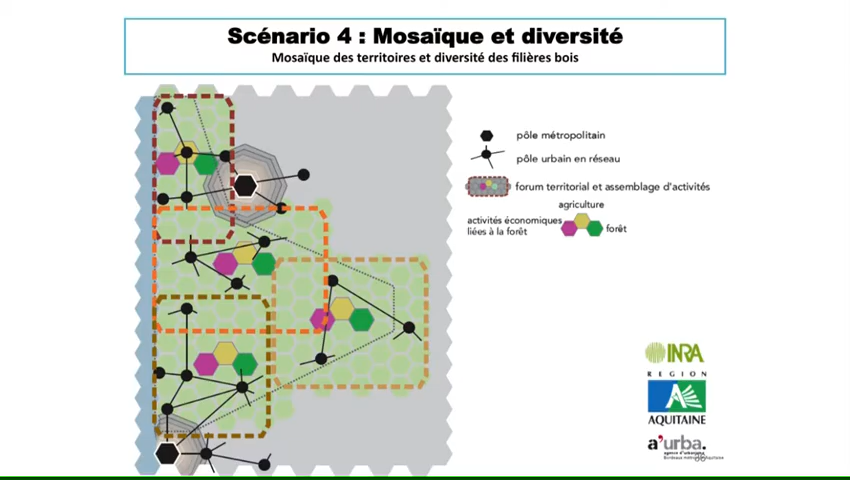 Scénario 4 : Mosaïque et diversité
Mosaïque des territoires et diversité des filières bois
pôle métropolitain
pôle urbain en réseau
forum territorial et assemblage d'activités
agriculture
activités économiques
liées à la forêt
forêt
INRA
REGION
AQUITAINE
a'urba.